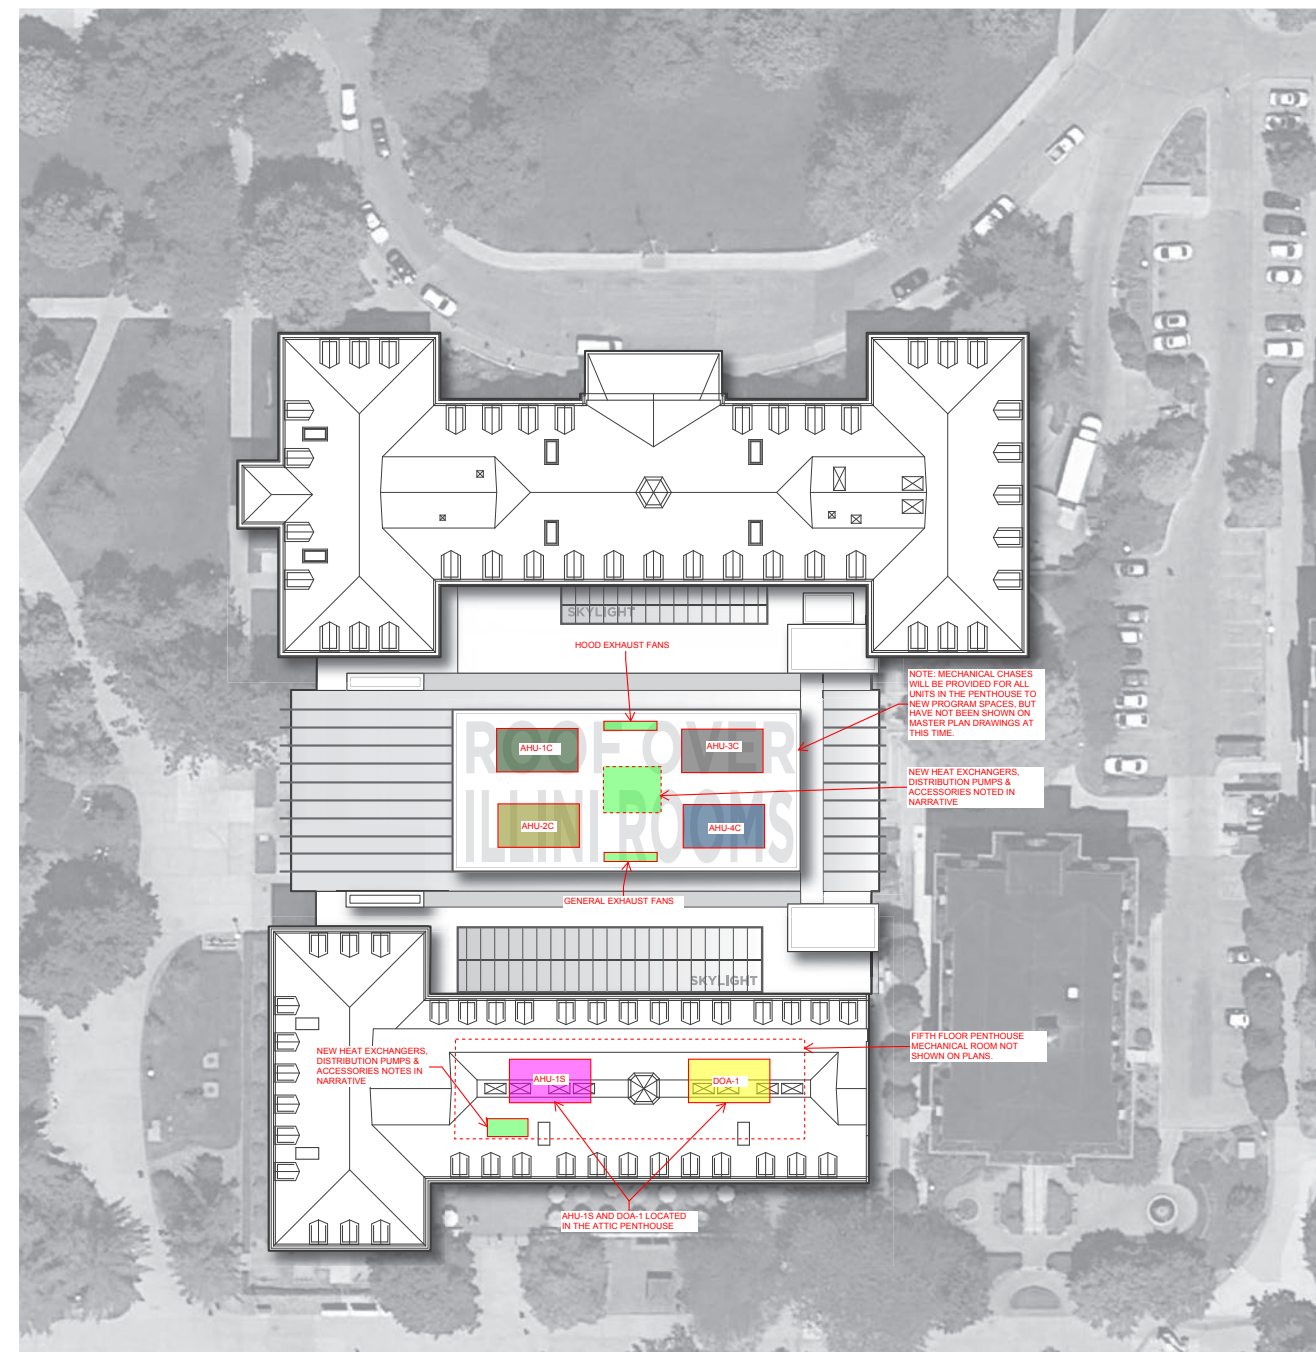 SKYLIGHT
HOOD EXHAUST FANS
NOTE: MECHANICAL CHASES
WILL BE PROVIDED FOR ALL
UNITS IN THE PENTHOUSE TO
NEW PROGRAM SPACES, BUT
HAVE NOT BEEN SHOWN ON
MASTER PLAN DRAWINGS AT
THIS TIME.
ROOF OVER
ILLINI ROOMS
AHU-1C
AHU-3C
NEW HEAT EXCHANGERS,
DISTRIBUTION PUMPS &
ACCESSORIES NOTED IN
NARRATIVE
AHU-2C
AHU-4C
GENERAL EXHAUST FANS
SKYLIGHT
FIFTH FLOOR PENTHOUSE
MECHANICAL ROOM NOT
SHOWN ON PLANS.
NEW HEAT EXCHANGERS,
DISTRIBUTION PUMPS &
ACCESSORIES NOTES IN
NARRATIVE
AHU-1S
DOA-1
AHU-1S AND DOA-1 LOCATED
IN THE ATTIC PENTHOUSE